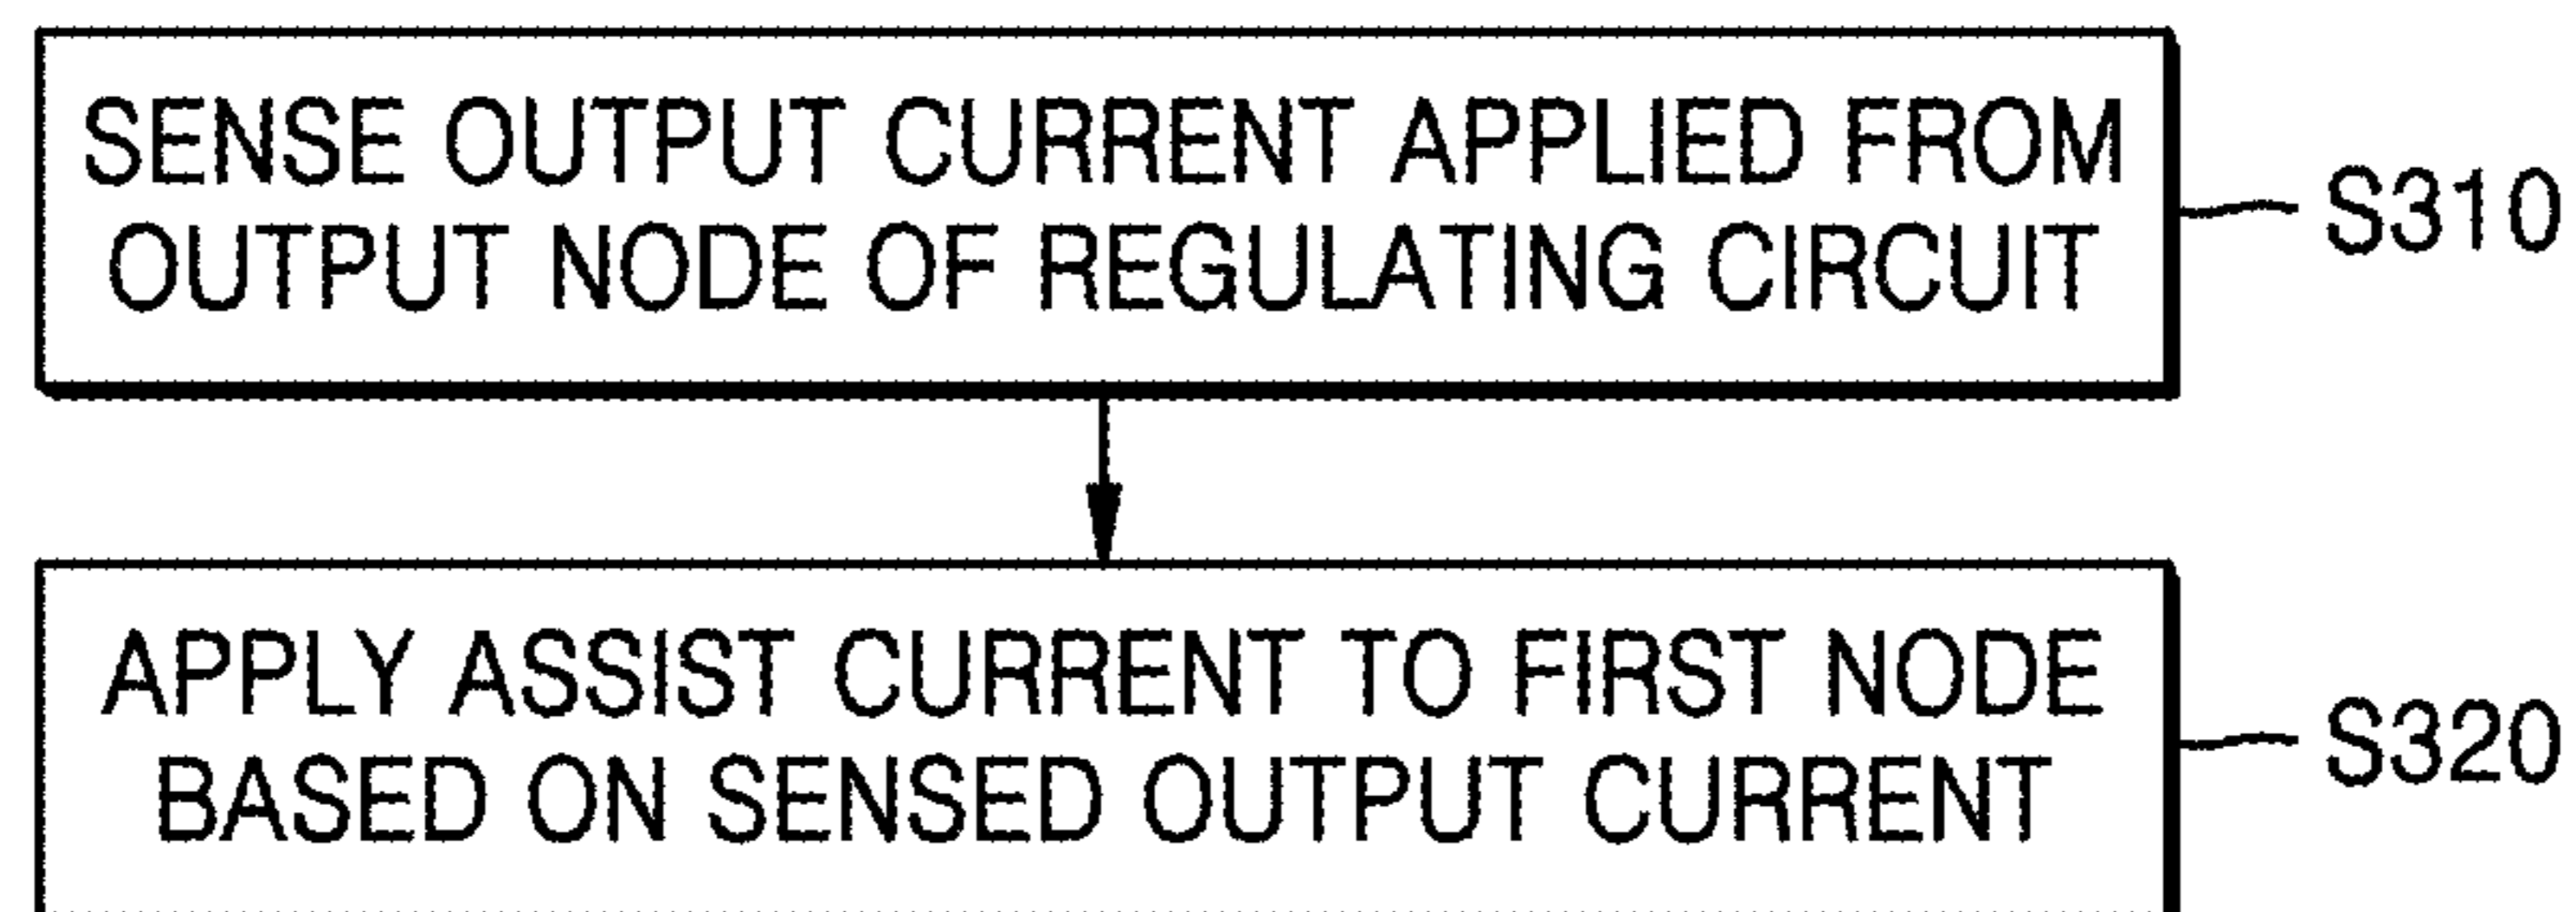 SENSE OUTPUT CURRENT APPLIED FROM
OUTPUT NODE OF REGULATING CIRCUIT
S310
APPLY ASSIST CURRENT TO FIRST NODE
BASED ON SENSED OUTPUT CURRENT
S320